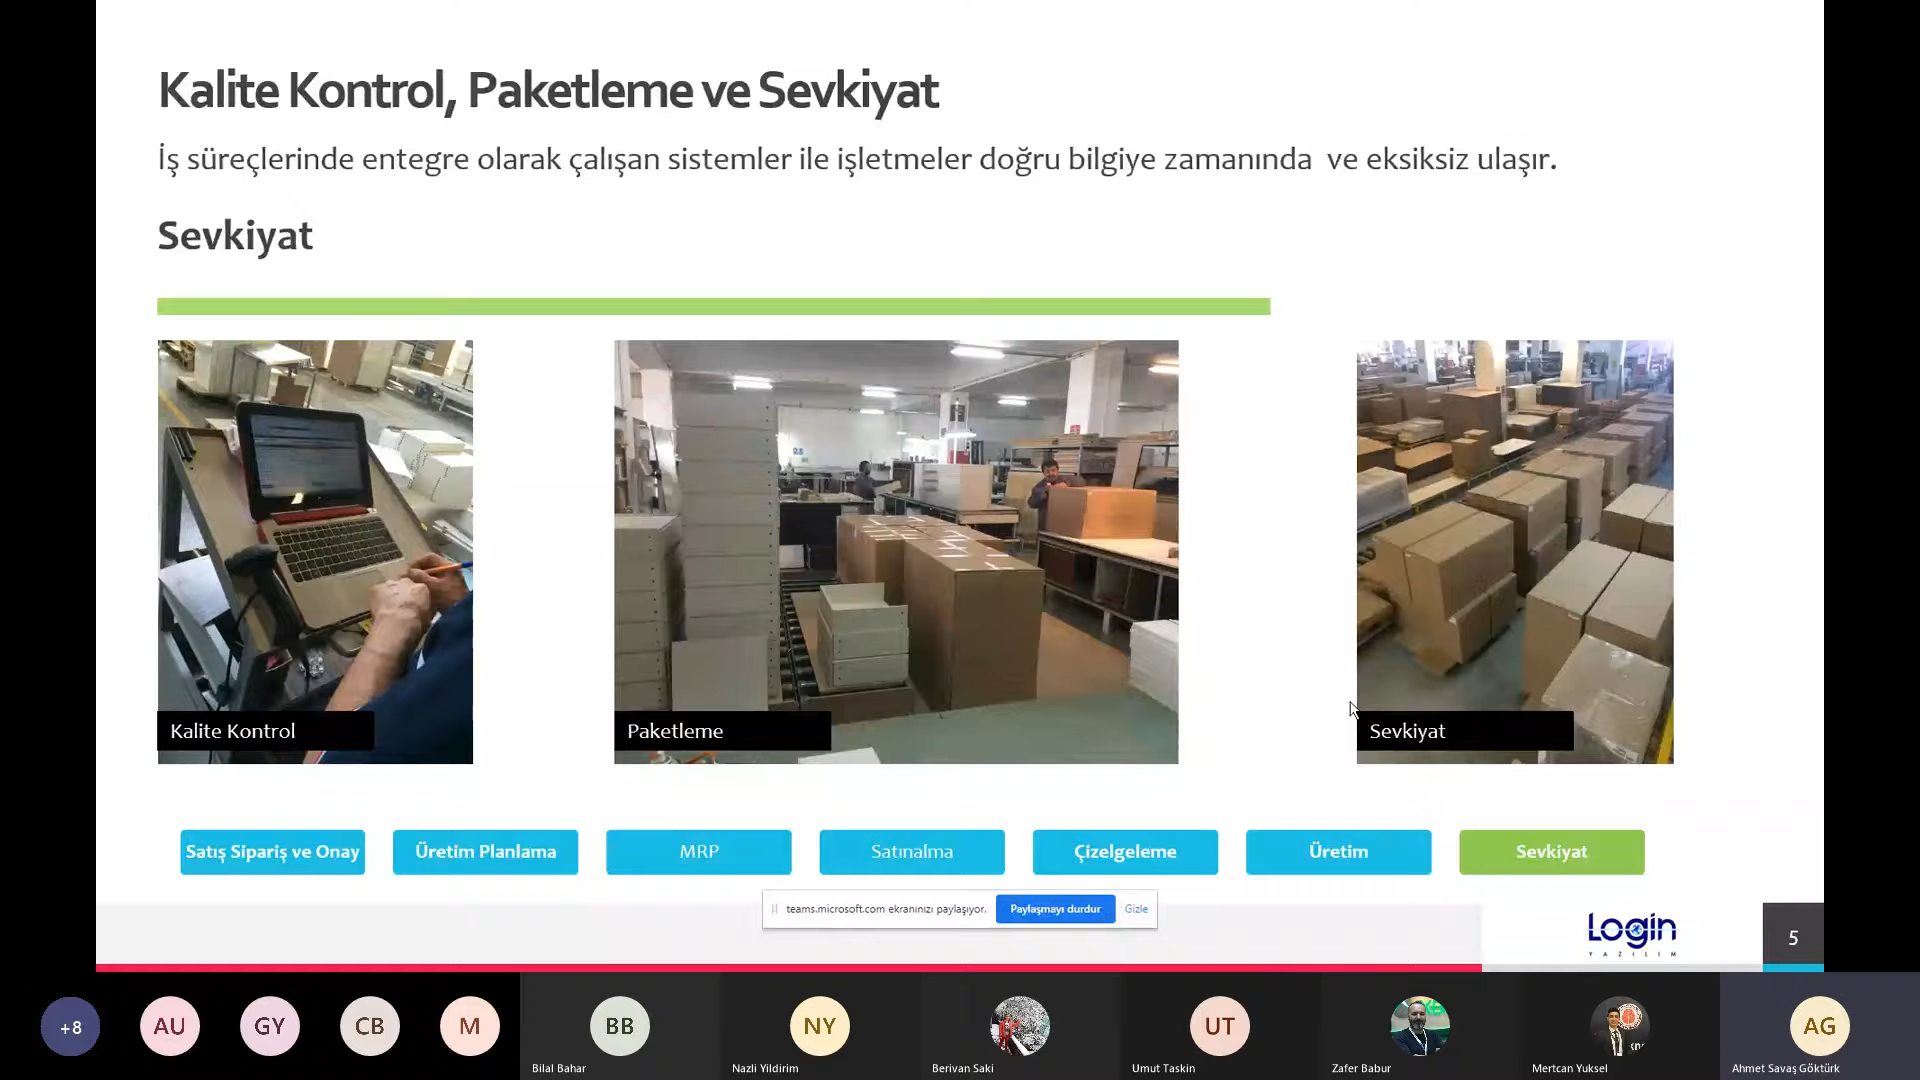 Kalite Kontrol, Paketleme ve Sevkiyat
İş süreçlerinde entegre olarak çalışan sistemler ile işletmeler doğru bilgiye zamanında ve eksiksiz ulaşır.
Sevkiyat
Kalite Kontrol
Paketleme
Sevkiyat
Satış Sipariş ve Onay
Üretim Planlama
MRP
Satınalma
Çizelgeleme
Üretim
Sevkiyat
teams.microsoft.com ekranınızı paylaşıyor.
Paylaşmayı durdur
Gizle
Login
YAZILIM
5
+8
AU
GY
CB
M
BB
NY
UT
AG
Bilal Bahar
Nazli Yildirim
Berivan Saki
Umut Taskin
Zafer Babur
Mertcan Yuksel
Ahmet Savaş Göktürk